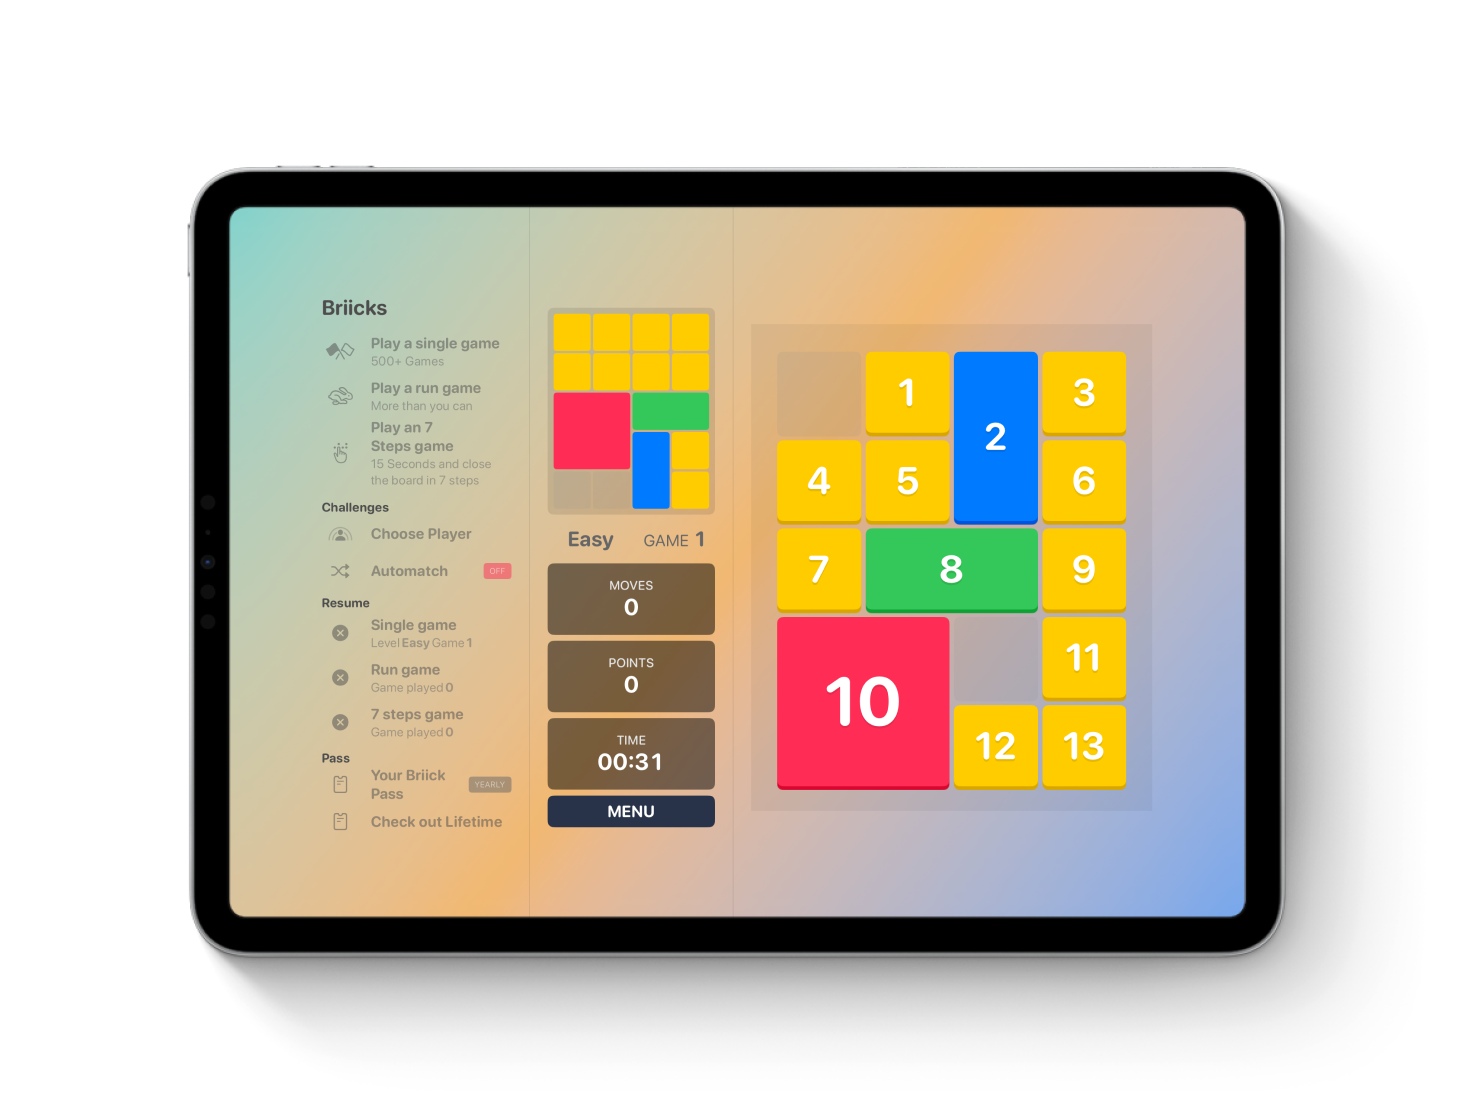 Briicks
Play a single game
500+ Games
Play a run game
More than you can
Play an 7
Steps game
15 Seconds and close
the board in 7 steps
Challenges
Choose Player
Automatch OFF
Resume
Single game
Level Easy Game 1
Run game
Game played 0
7 steps game
Game played 0
Pass
Your Briick YEARLY
Pass
Check out Lifetime
Easy GAME 1
MOVES
0
POINTS
0
TIME
00:31
MENU
1
2
3
4
5
6
7
8
9
10
11
12
13